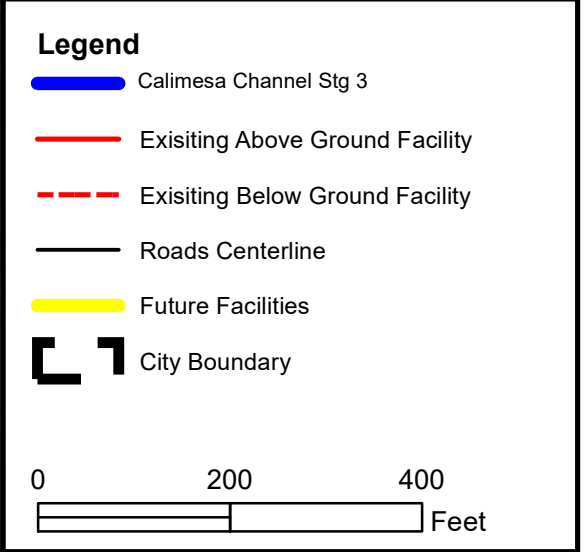 Legend
Calimesa Channel Stg 3
Exisiting Above Ground Facility
Exisiting Below Ground Facility
Roads Centerline
Future Facilities
City Boundary
0 200 400
Feet